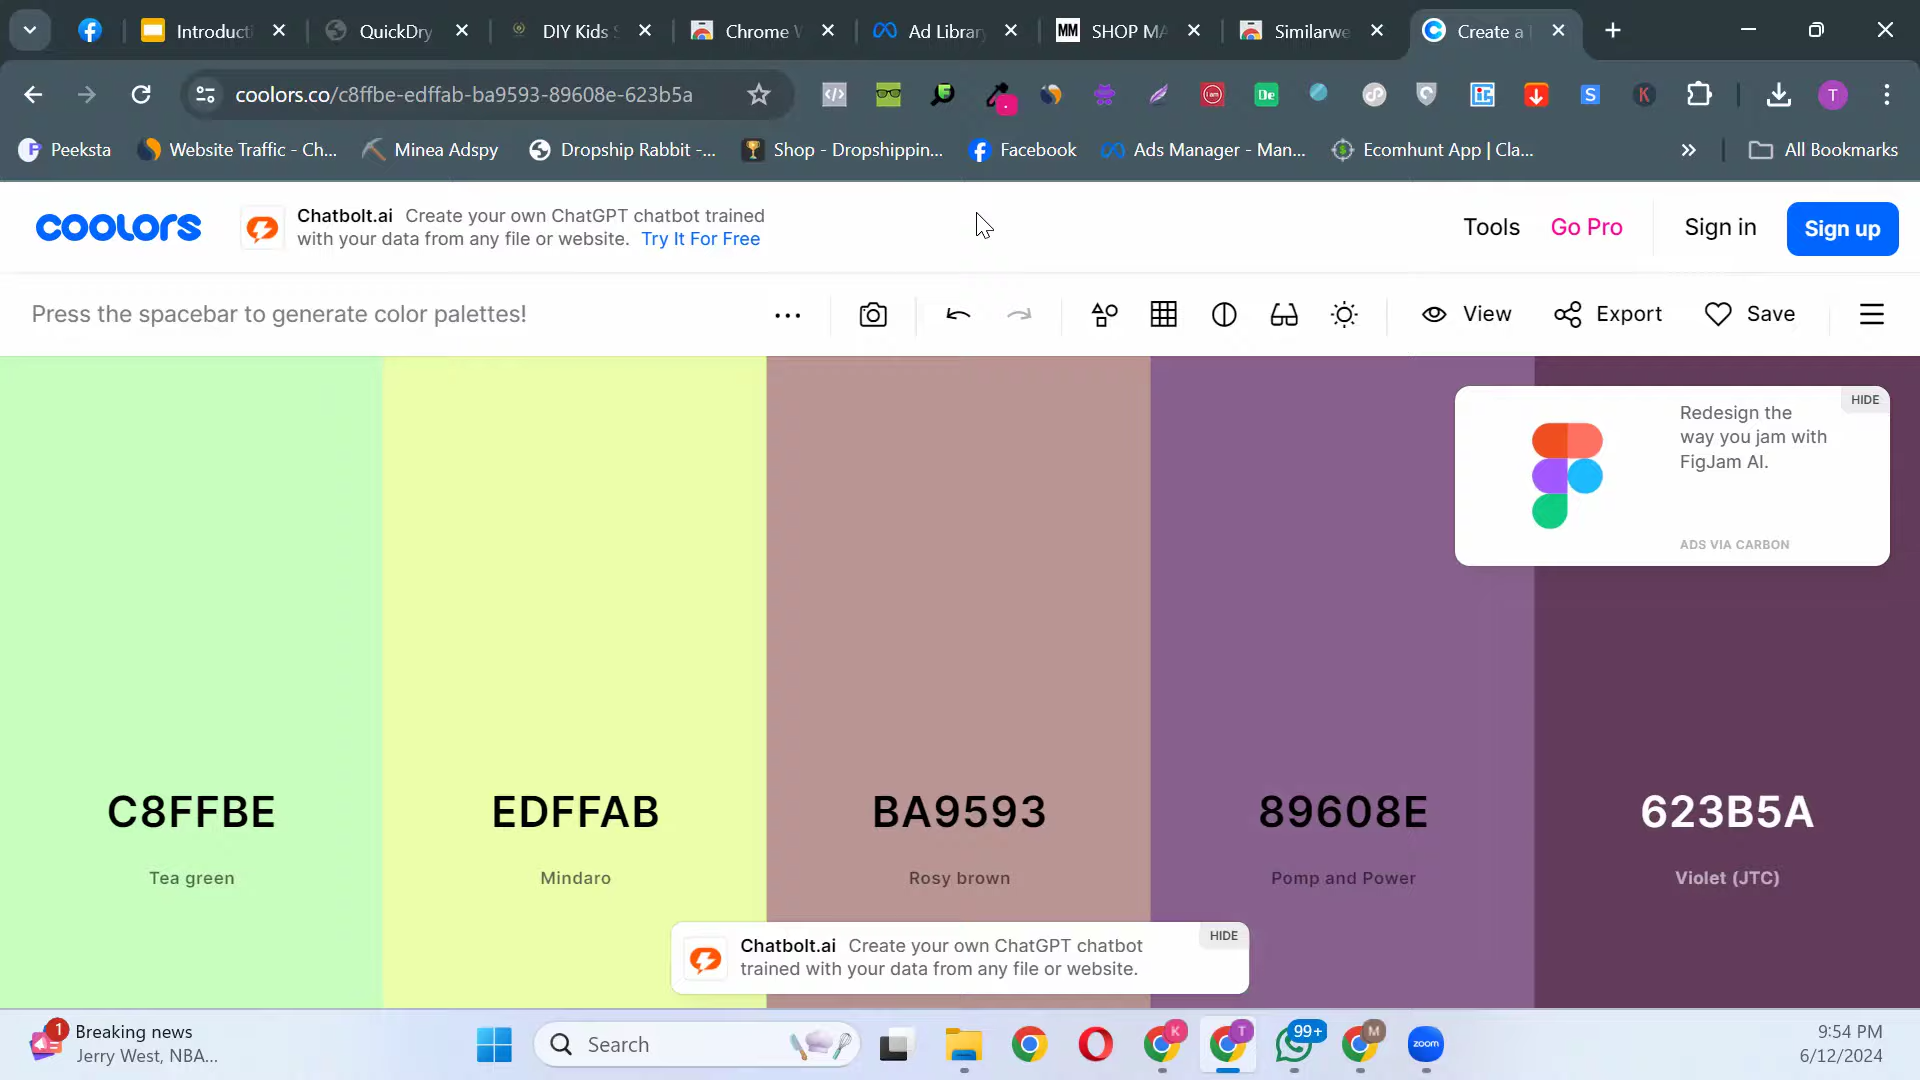 Introducti
QuickDry
DIY Kids S
Chrome W
Ad Library
MM
SHOP MA
Similarwe
Create a
coolors.co/c8ffbe-edffab-ba9593-89608e-623b5a
De
S
K
T
Peeksta
Website Traffic - Ch...
Minea Adspy
Dropship Rabbit -...
Shop - Dropshippin...
Facebook
Ads Manager - Man...
Ecomhunt App | Cla...
All Bookmarks
coolors
Chatbolt.ai Create your own ChatGPT chatbot trained
with your data from any file or website. Try It For Free
Tools
Go Pro
Sign in
Sign up
Press the spacebar to generate color palettes!
View
Export
Save
HIDE
Redesign the
way you jam with
FigJam AI.
ADS VIA CARBON
C8FFBE
EDFFAB
BA9593
89608E
623B5A
Tea green
Mindaro
Rosy brown
Pomp and Power
Violet (JTC)
Chatbolt.ai Create your own ChatGPT chatbot
trained with your data from any file or website.
HIDE
1
Breaking news
Jerry West, NBA...
Search
K
T
99+
M
zoom
9:54 PM
6/12/2024